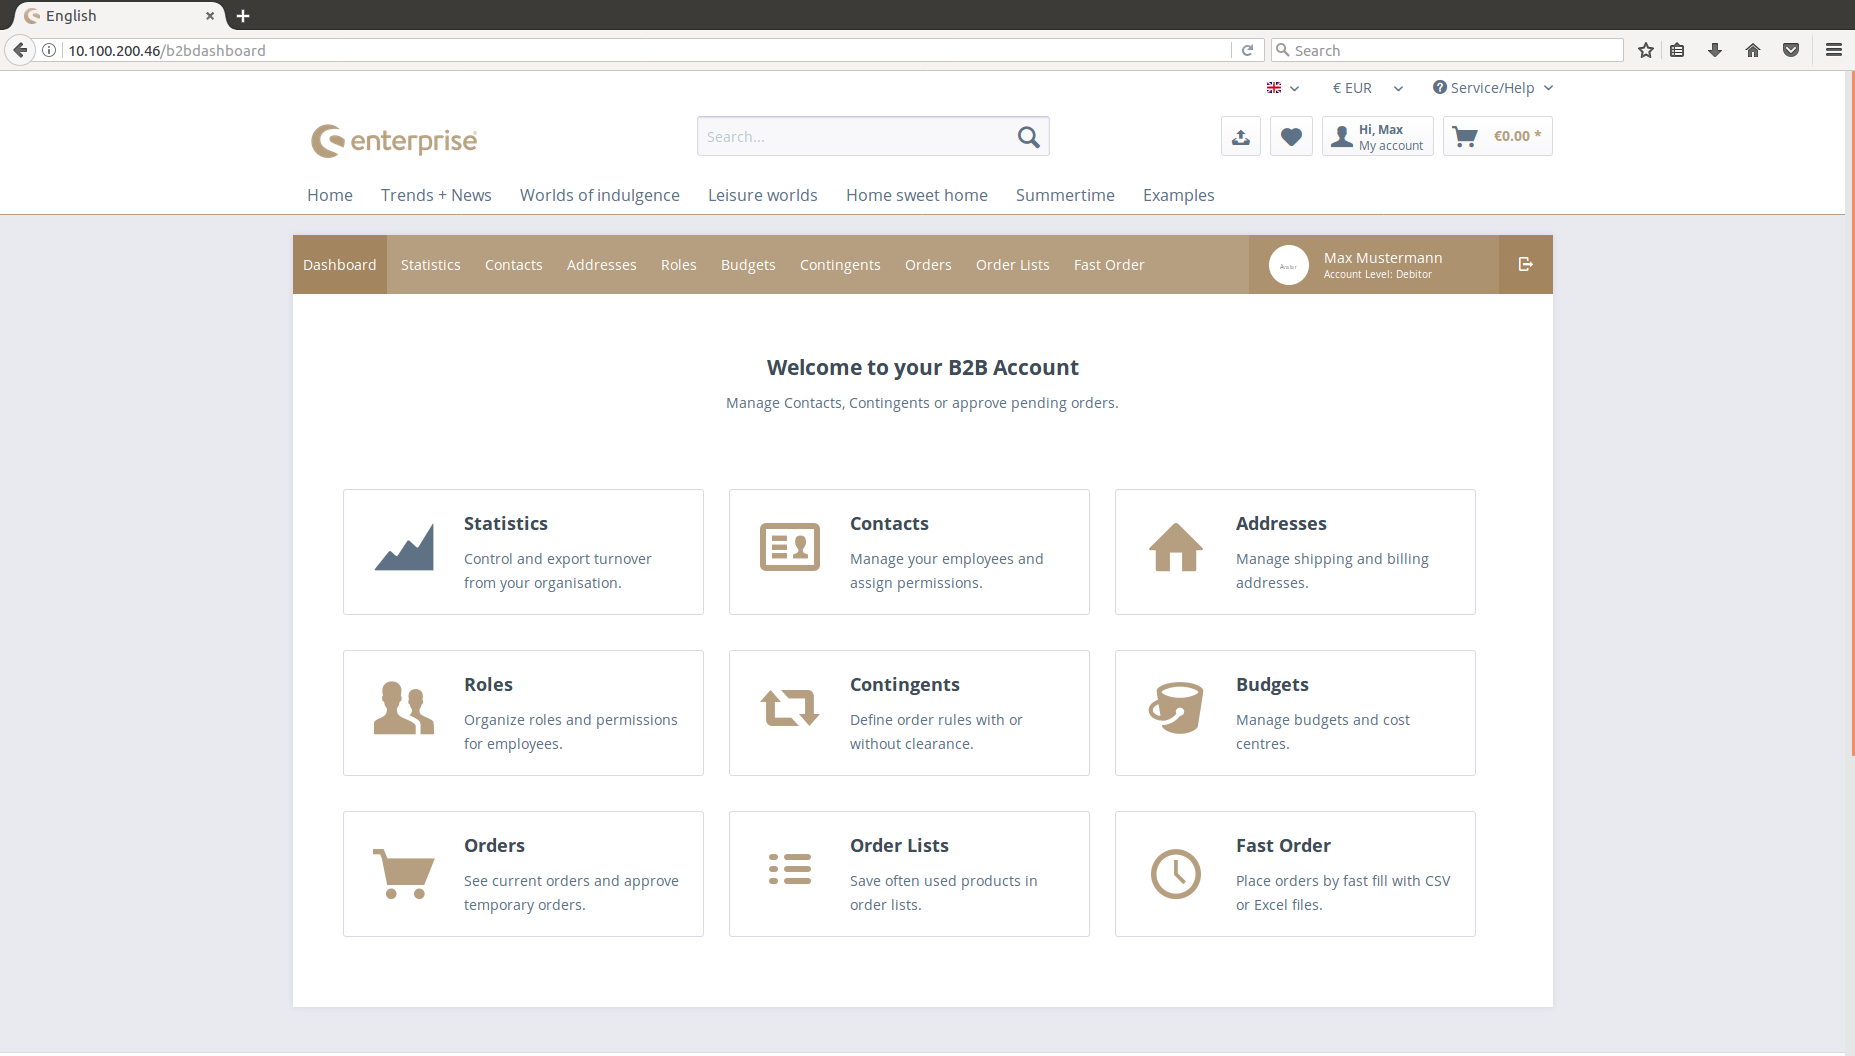 English
10.100.200.46/b2bdashboard
Search
€ EUR
Service/Help
enterprise
Search...
Hi, Max
My account
€0.00 *
Home Trends + News Worlds of indulgence Leisure worlds Home sweet home Summertime Examples
Dashboard Statistics Contacts Addresses Roles Budgets Contingents Orders Order Lists Fast Order
Max Mustermann
Account Level: Debitor
Welcome to your B2B Account
Manage Contacts, Contingents or approve pending orders.
Statistics
Control and export turnover
from your organisation.
Contacts
Manage your employees and
assign permissions.
Addresses
Manage shipping and billing
addresses.
Roles
Organize roles and permissions
for employees.
Contingents
Define order rules with or
without clearance.
Budgets
Manage budgets and cost
centres.
Orders
See current orders and approve
temporary orders.
Order Lists
Save often used products in
order lists.
Fast Order
Place orders by fast fill with CSV
or Excel files.